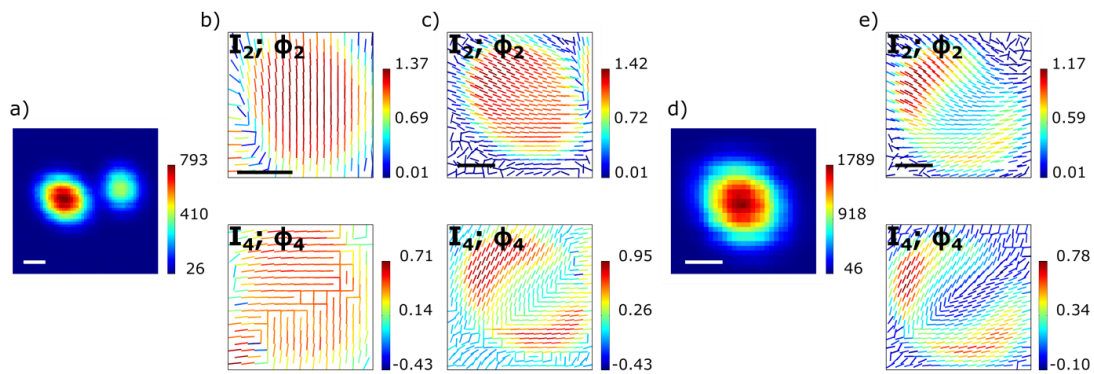 a)
793
410
26
b)
I₂; ϕ₂
1.37
0.69
0.01
I₄; ϕ₄
0.71
0.14
-0.43
c)
I₂; ϕ₂
1.42
0.72
0.01
I₄; ϕ₄
0.95
0.26
-0.43
d)
1789
918
46
e)
I₂; ϕ₂
1.17
0.59
0.01
I₄; ϕ₄
0.78
0.34
-0.10